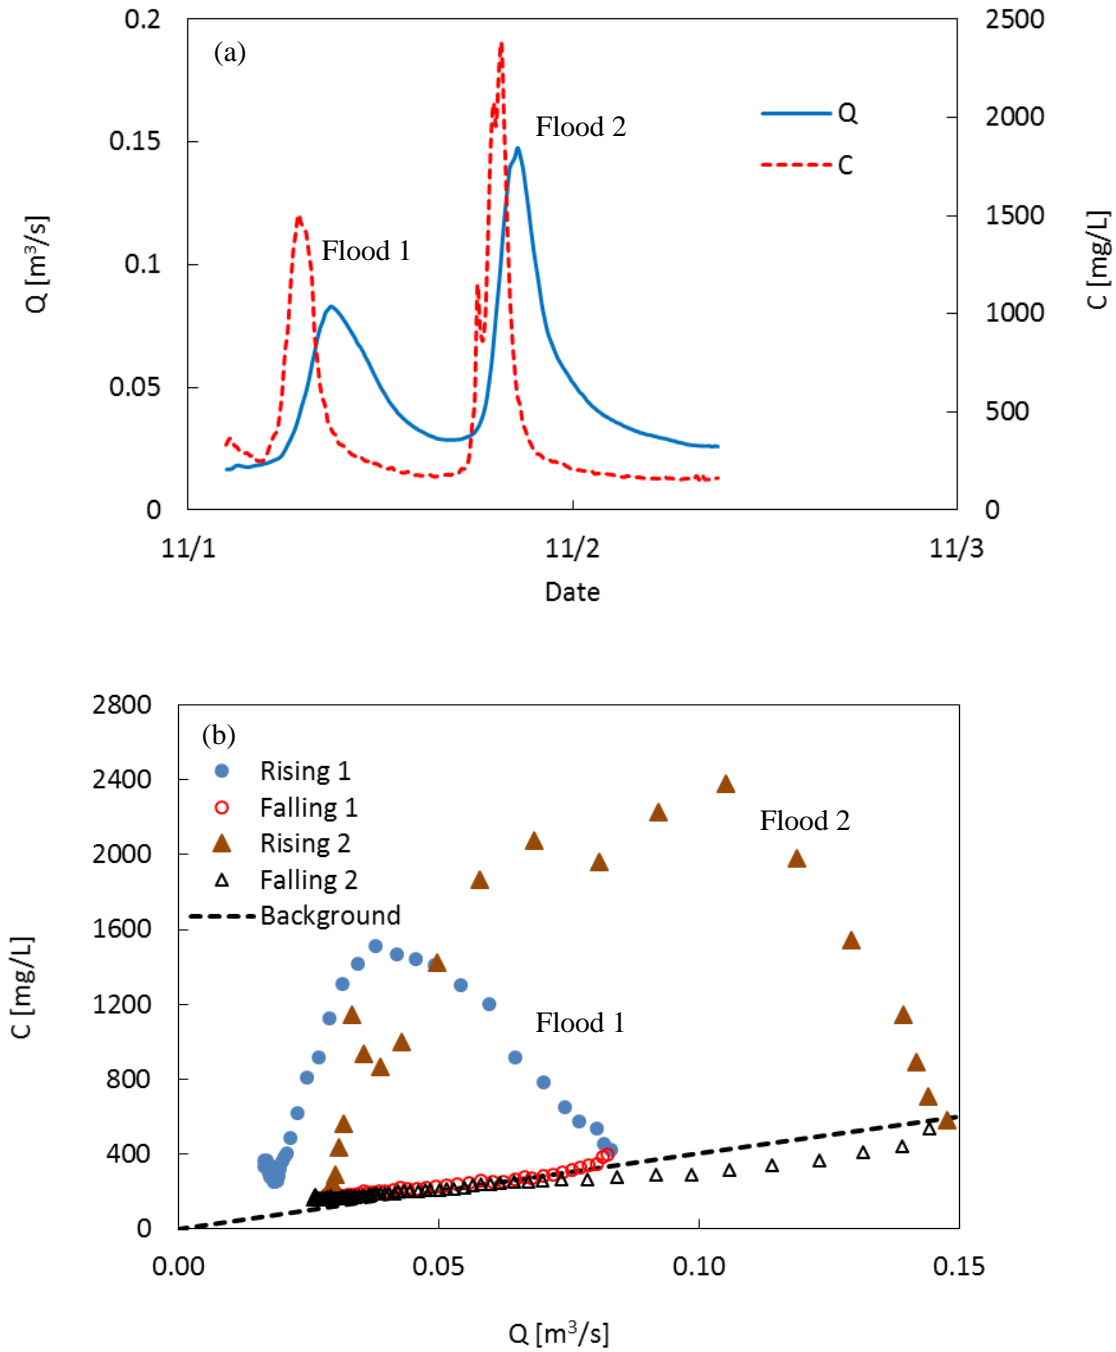 0.2
2500
(a)
Flood 2
Q
2000
0.15
C
1500
Flood 1
0.1
Q [m³/s]
C [mg/L]
1000
0.05
500
0
0
11/1
11/2
11/3
Date
2800
(b)
Rising 1
2400
Falling 1
Flood 2
Rising 2
2000
Falling 2
Background
1600
1200
Flood 1
C [mg/L]
800
400
0
0.00
0.05
0.10
0.15
Q [m³/s]